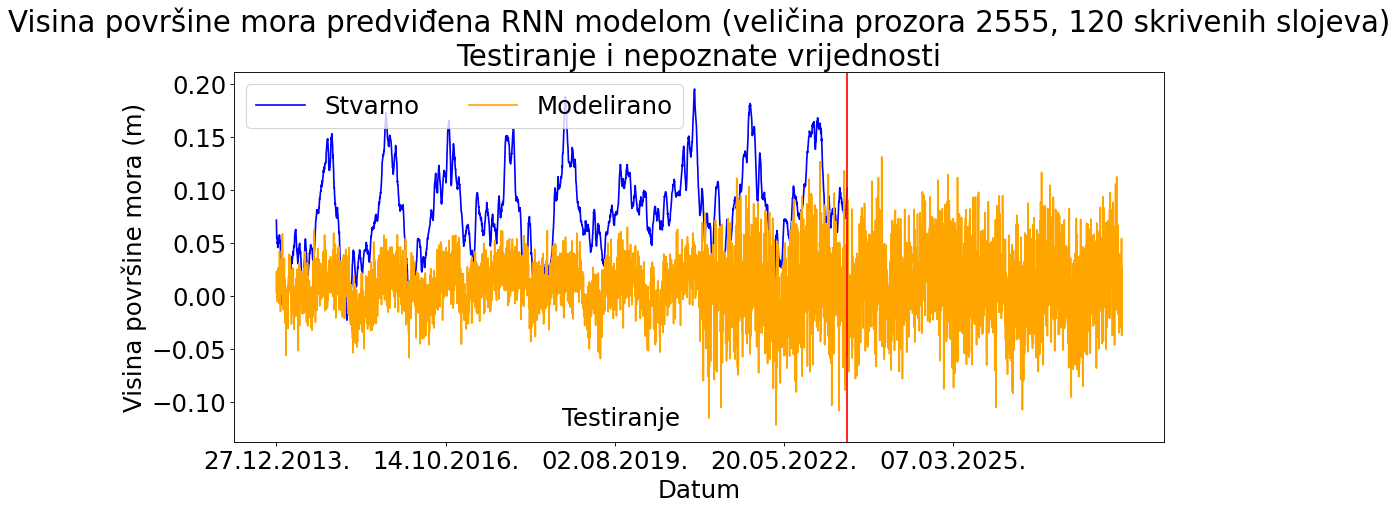 Visina površine mora predviđena RNN modelom (veličina prozora 2555, 120 skrivenih slojeva)
Testiranje i nepoznate vrijednosti
Stvarno
Modelirano
Visina površine mora (m)
0.20
0.15
0.10
0.05
0.00
−0.05
−0.10
Testiranje
27.12.2013.
14.10.2016.
02.08.2019.
20.05.2022.
07.03.2025.
Datum